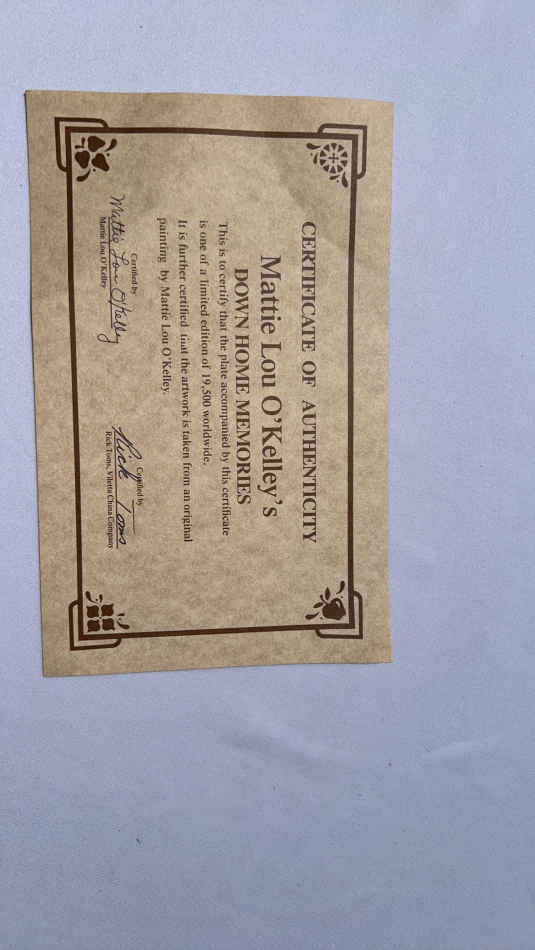 CERTIFICATE OF AUTHENTICITY
Mattie Lou O'Kelley's
DOWN HOME MEMORIES
This is to certify that the plate accompanied by this certificate
is one of a limited edition of 19,500 worldwide.
It is further certified that the artwork is taken from an original
painting by Mattie Lou O'Kelley.
Certified by
Mattie Lou O'Kelley
Mattie Lou O'Kelley
Certified by
Rick Toms
Rick Toms, Viletta China Company